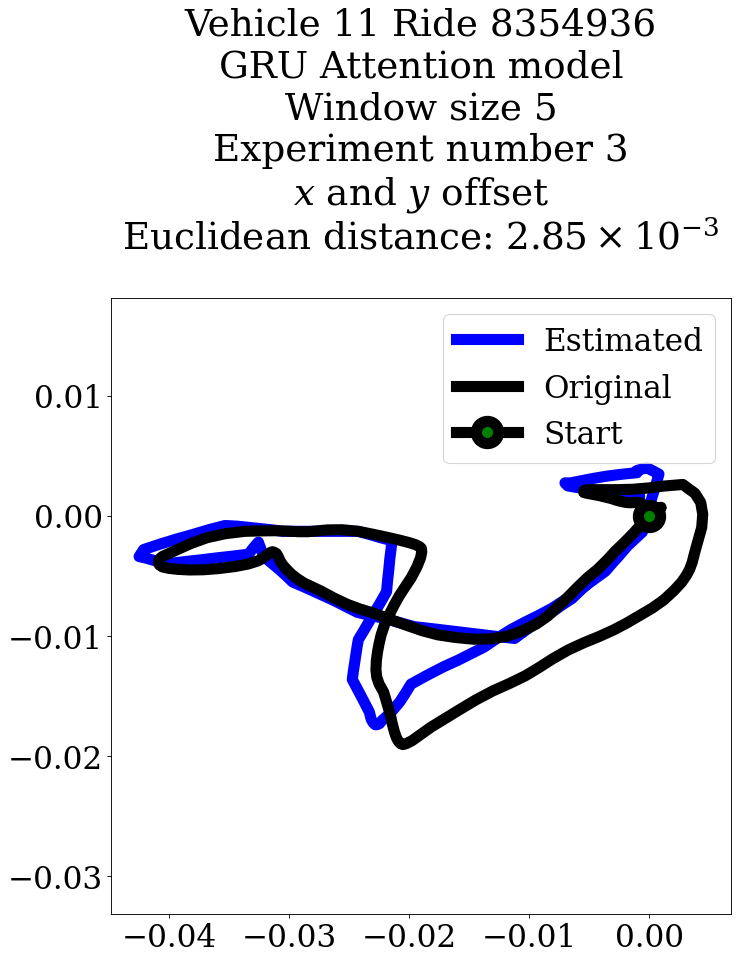 Vehicle 11 Ride 8354936
GRU Attention model
Window size 5
Experiment number 3
x and y offset
Euclidean distance: 2.85 × 10⁻³
Estimated
Original
Start
0.01
0.00
−0.01
−0.02
−0.03
−0.04 −0.03 −0.02 −0.01 0.00